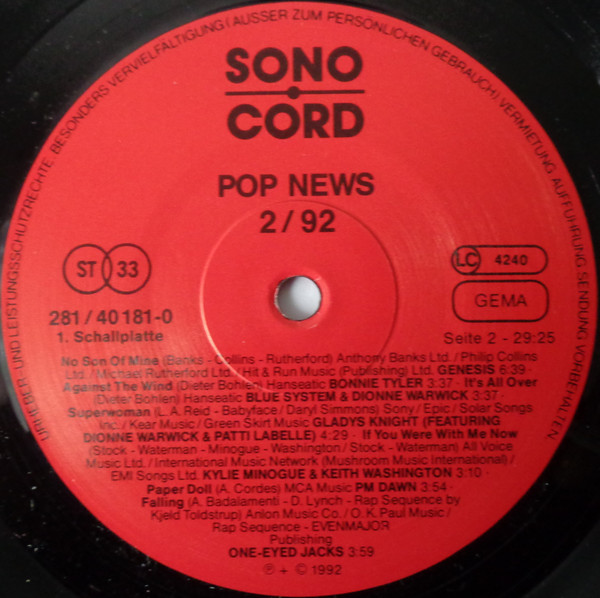 URHEBER- UND LEISTUNGSSCHUTZRECHTE. BESONDERS VERVIELFÄLTIGUNG (AUSSER ZUM PERSÖNLICHEN GEBRAUCH), VERMIETUNG, AUFFÜHRUNG, SENDUNG VORBEHALTEN.
SONO
CORD
POP NEWS
2/92
ST 33
LC 4240
GEMA
281/40181-0
1. Schallplatte
Seite 2 - 29:25
No Son Of Mine (Banks - Collins - Rutherford) Anthony Banks Ltd. / Philip Collins
Ltd./ Michael Rutherford Ltd./ Hit & Run Music (Publishing) Ltd. GENESIS 6:39 -
Against The Wind (Dieter Bohlen) Hanseatic BONNIE TYLER 3:37 - It's All Over
(Dieter Bohlen) Hanseatic BLUE SYSTEM & DIONNE WARWICK 3:37 -
Superwoman (L.A. Reid - Babyface / Daryl Simmons) Sony / Epic / Solar Songs
Inc. / Kear Music / Green Skirt Music GLADYS KNIGHT (FEATURING
DIONNE WARWICK & PATTI LABELLE) 4:29 - If You Were With Me Now
(Stock - Waterman - Minogue - Washington / Stock - Waterman) All Voice
Music Ltd. / International Music Network (Mushroom Music International) /
EMI Songs Ltd. KYLIE MINOGUE & KEITH WASHINGTON 3:10 -
Paper Doll (A. Cordes) MCA Music PM DAWN 3:54 -
Falling (A. Badalamenti - D. Lynch - Rap Sequence by
Kjeld Toldstrup) Anlon Music Co. / O. K. Paul Music /
Rap Sequence - EVENMAJOR
Publishing
ONE-EYED JACKS 3:59
℗ + © 1992